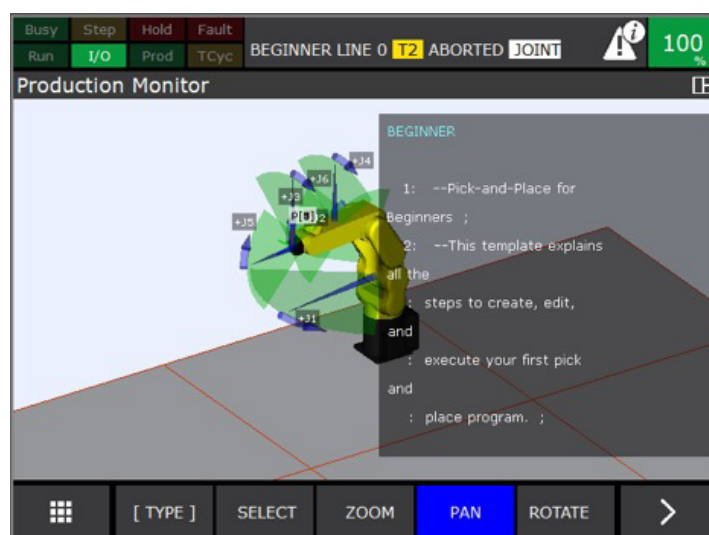 Busy Step Hold Fault
Run I/O Prod TCyc
BEGINNER LINE 0 T2 ABORTED JOINT
100
%
Production Monitor
BEGINNER
1: --Pick-and-Place for
Beginners ;
2: --This template explains
all the
: steps to create, edit,
and
: execute your first pick
and
: place program. ;
+J4
+J6
+J3
+J5
J2
+J1
[ TYPE ] SELECT ZOOM PAN ROTATE